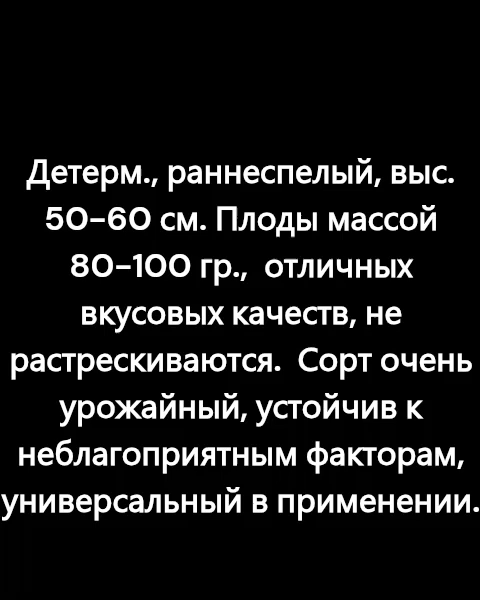 Детерм., раннеспелый, выс.
50-60 см. Плоды массой
80-100 гр.,  отличных
вкусовых качеств, не
растрескиваются.  Сорт очень
урожайный, устойчив к
неблагоприятным факторам,
универсальный в применении.